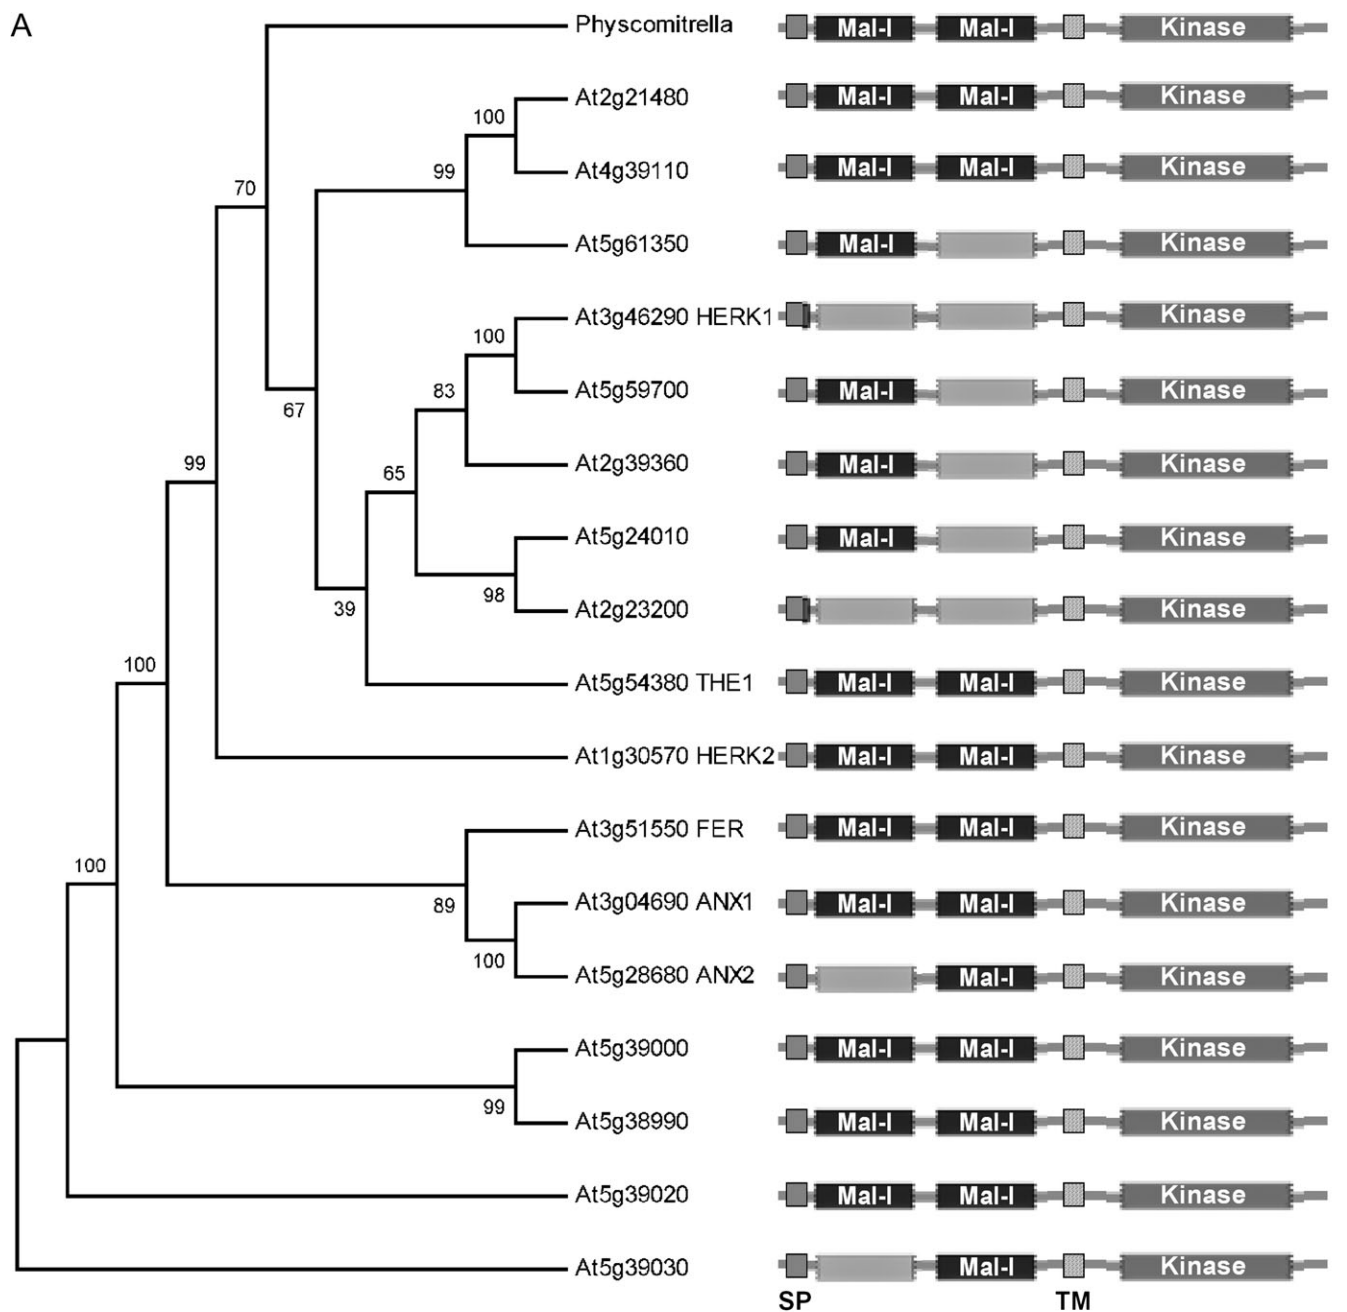 A
Physcomitrella Mal-I Mal-I Kinase
At2g21480 Mal-I Mal-I Kinase
100
At4g39110 Mal-I Mal-I Kinase
99
70
At5g61350 Mal-I Kinase
At3g46290 HERK1 Kinase
100
At5g59700 Mal-I Kinase
83
67
At2g39360 Mal-I Kinase
99
65
At5g24010 Mal-I Kinase
98
At2g23200 Kinase
39
At5g54380 THE1 Mal-I Mal-I Kinase
100
At1g30570 HERK2 Mal-I Mal-I Kinase
At3g51550 FER Mal-I Mal-I Kinase
100
At3g04690 ANX1 Mal-I Mal-I Kinase
89
100
At5g28680 ANX2 Mal-I Kinase
At5g39000 Mal-I Mal-I Kinase
99
At5g38990 Mal-I Mal-I Kinase
At5g39020 Mal-I Mal-I Kinase
At5g39030 Mal-I Kinase
SP TM